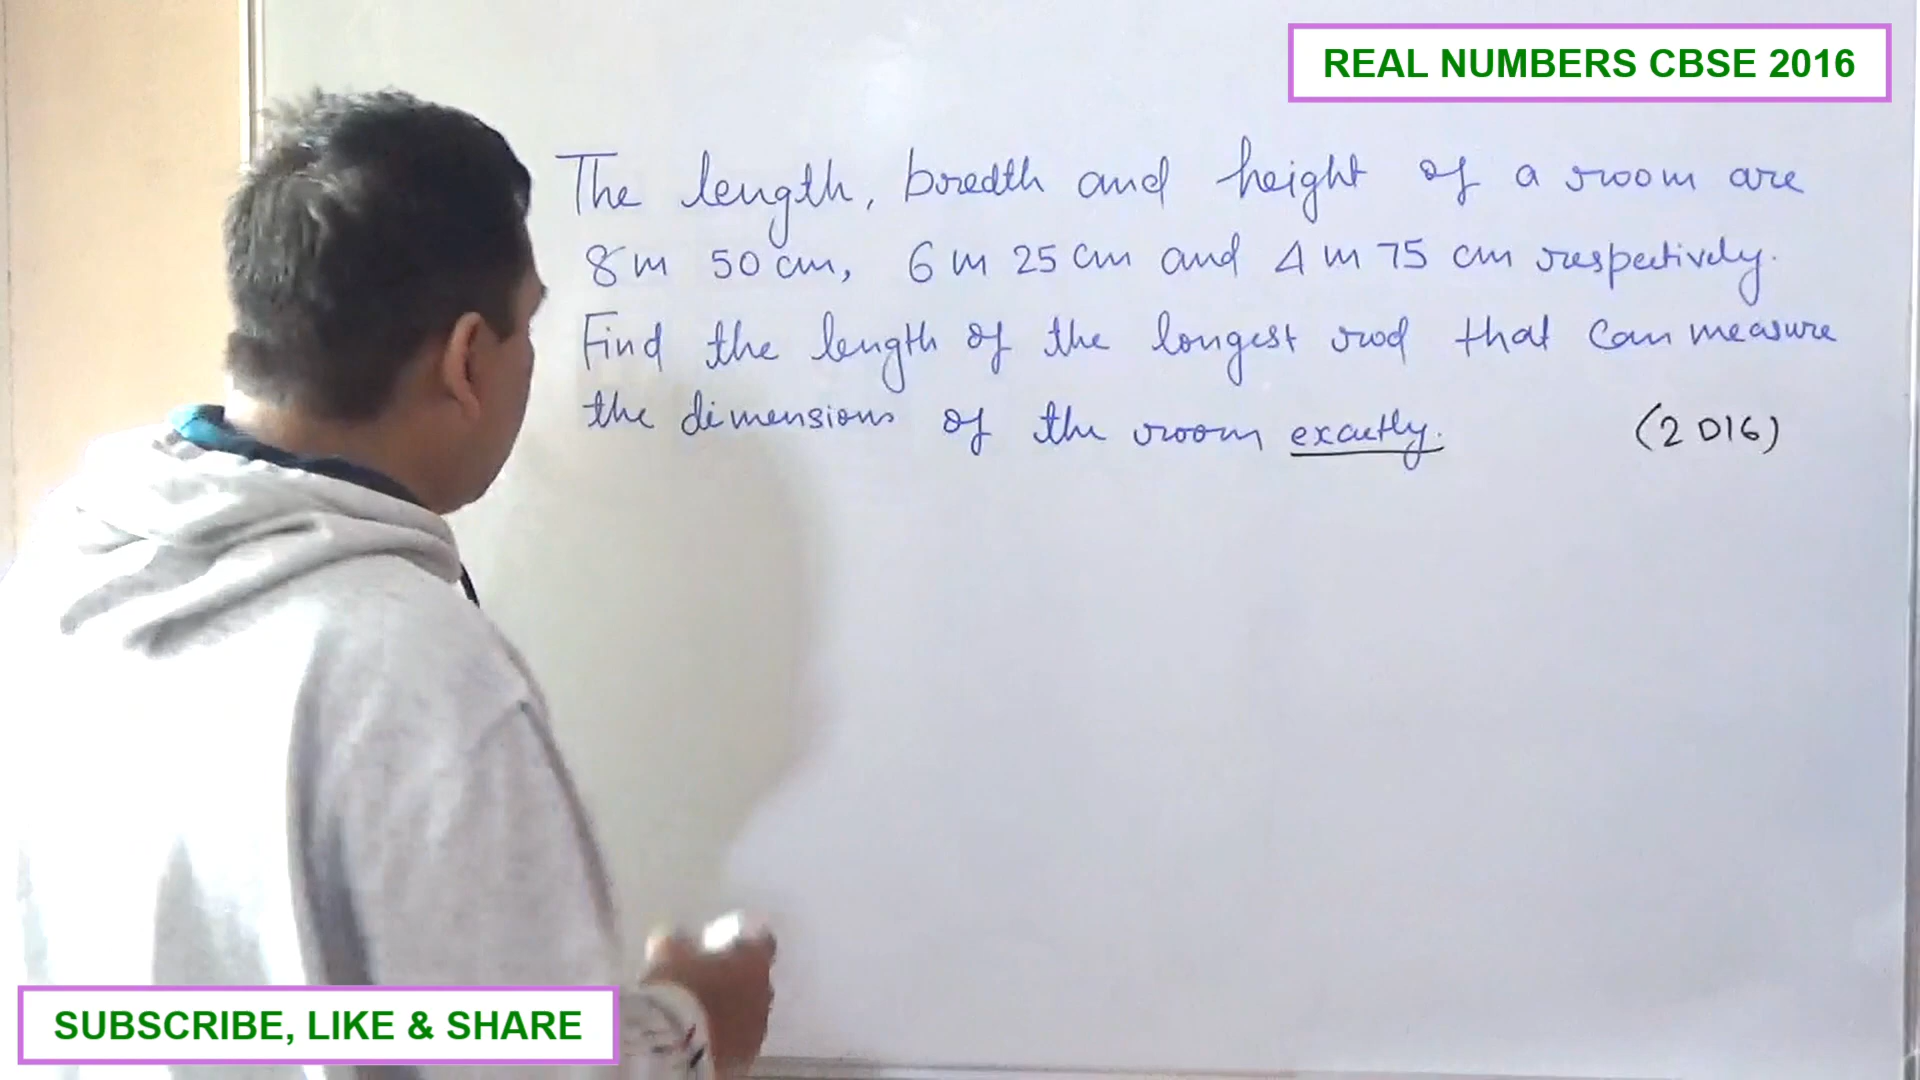 REAL NUMBERS CBSE 2016
The length, bredth and height of a room are
8m 50 cm, 6 m 25 cm and 4 m 75 cm respectively.
Find the length of the longest rod that can measure
the dimensions of the room exactly. (2016)
SUBSCRIBE, LIKE & SHARE